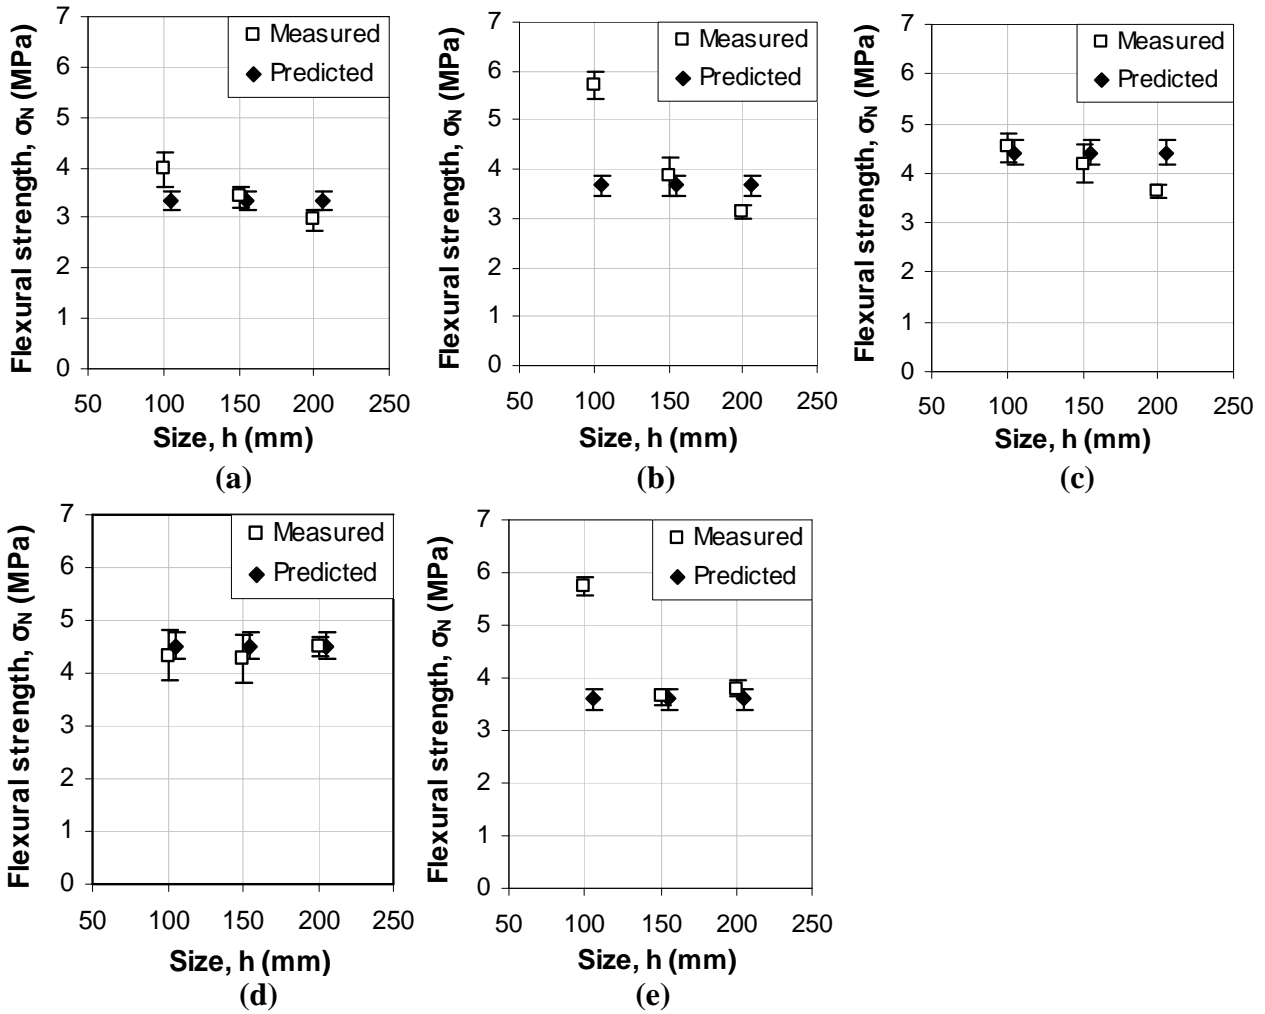 Flexural strength, σN (MPa)
7
6
5
4
3
2
1
0
Measured
Predicted
50 100 150 200 250
Size, h (mm)
(a)
Flexural strength, σN (MPa)
7
6
5
4
3
2
1
0
Measured
Predicted
50 100 150 200 250
Size, h (mm)
(b)
Flexural strength, σN (MPa)
7
6
5
4
3
2
1
0
Measured
Predicted
50 100 150 200 250
Size, h (mm)
(c)
Flexural strength, σN (MPa)
7
6
5
4
3
2
1
0
Measured
Predicted
50 100 150 200 250
Size, h (mm)
(d)
Flexural strength, σN (MPa)
7
6
5
4
3
2
1
0
Measured
Predicted
50 100 150 200 250
Size, h (mm)
(e)